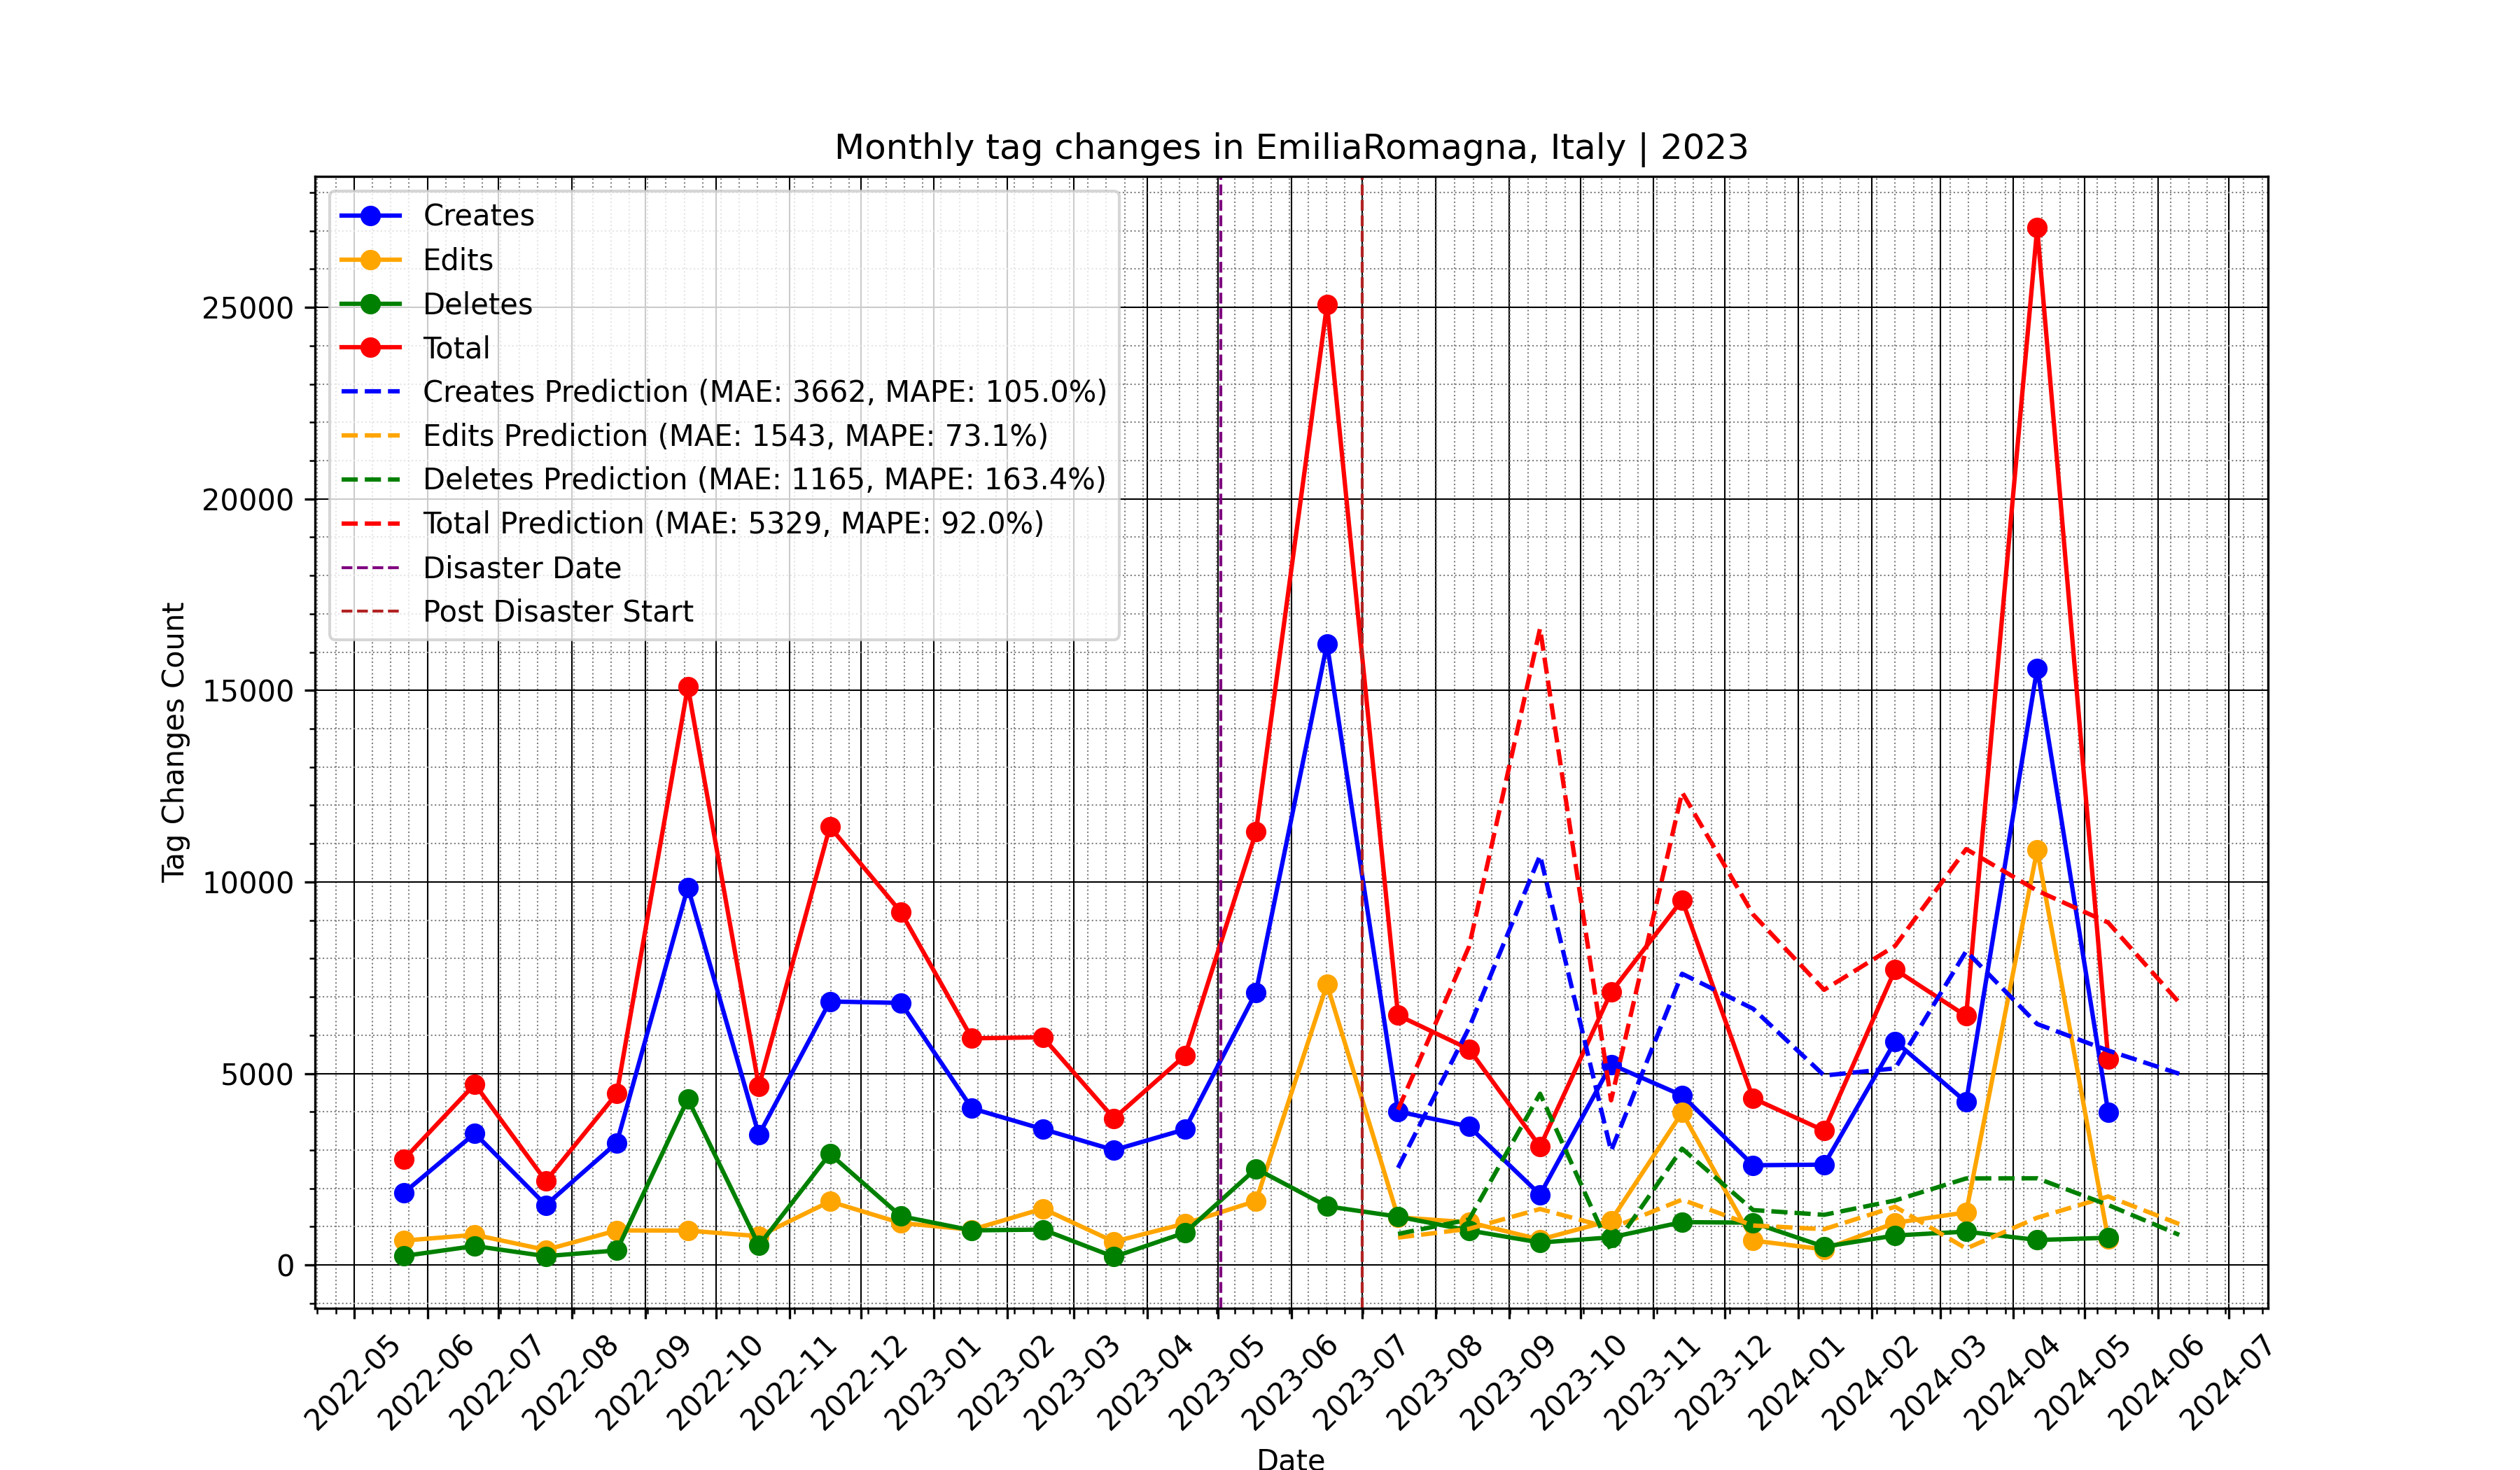 Monthly tag changes in EmiliaRomagna, Italy | 2023
Creates
Edits
Deletes
Total
Creates Prediction (MAE: 3662, MAPE: 105.0%)
Edits Prediction (MAE: 1543, MAPE: 73.1%)
Deletes Prediction (MAE: 1165, MAPE: 163.4%)
Total Prediction (MAE: 5329, MAPE: 92.0%)
Disaster Date
Post Disaster Start
Tag Changes Count
25000
20000
15000
10000
5000
0
2022-05
2022-06
2022-07
2022-08
2022-09
2022-10
2022-11
2022-12
2023-01
2023-02
2023-03
2023-04
2023-05
2023-06
2023-07
2023-08
2023-09
2023-10
2023-11
2023-12
2024-01
2024-02
2024-03
2024-04
2024-05
2024-06
2024-07
Date